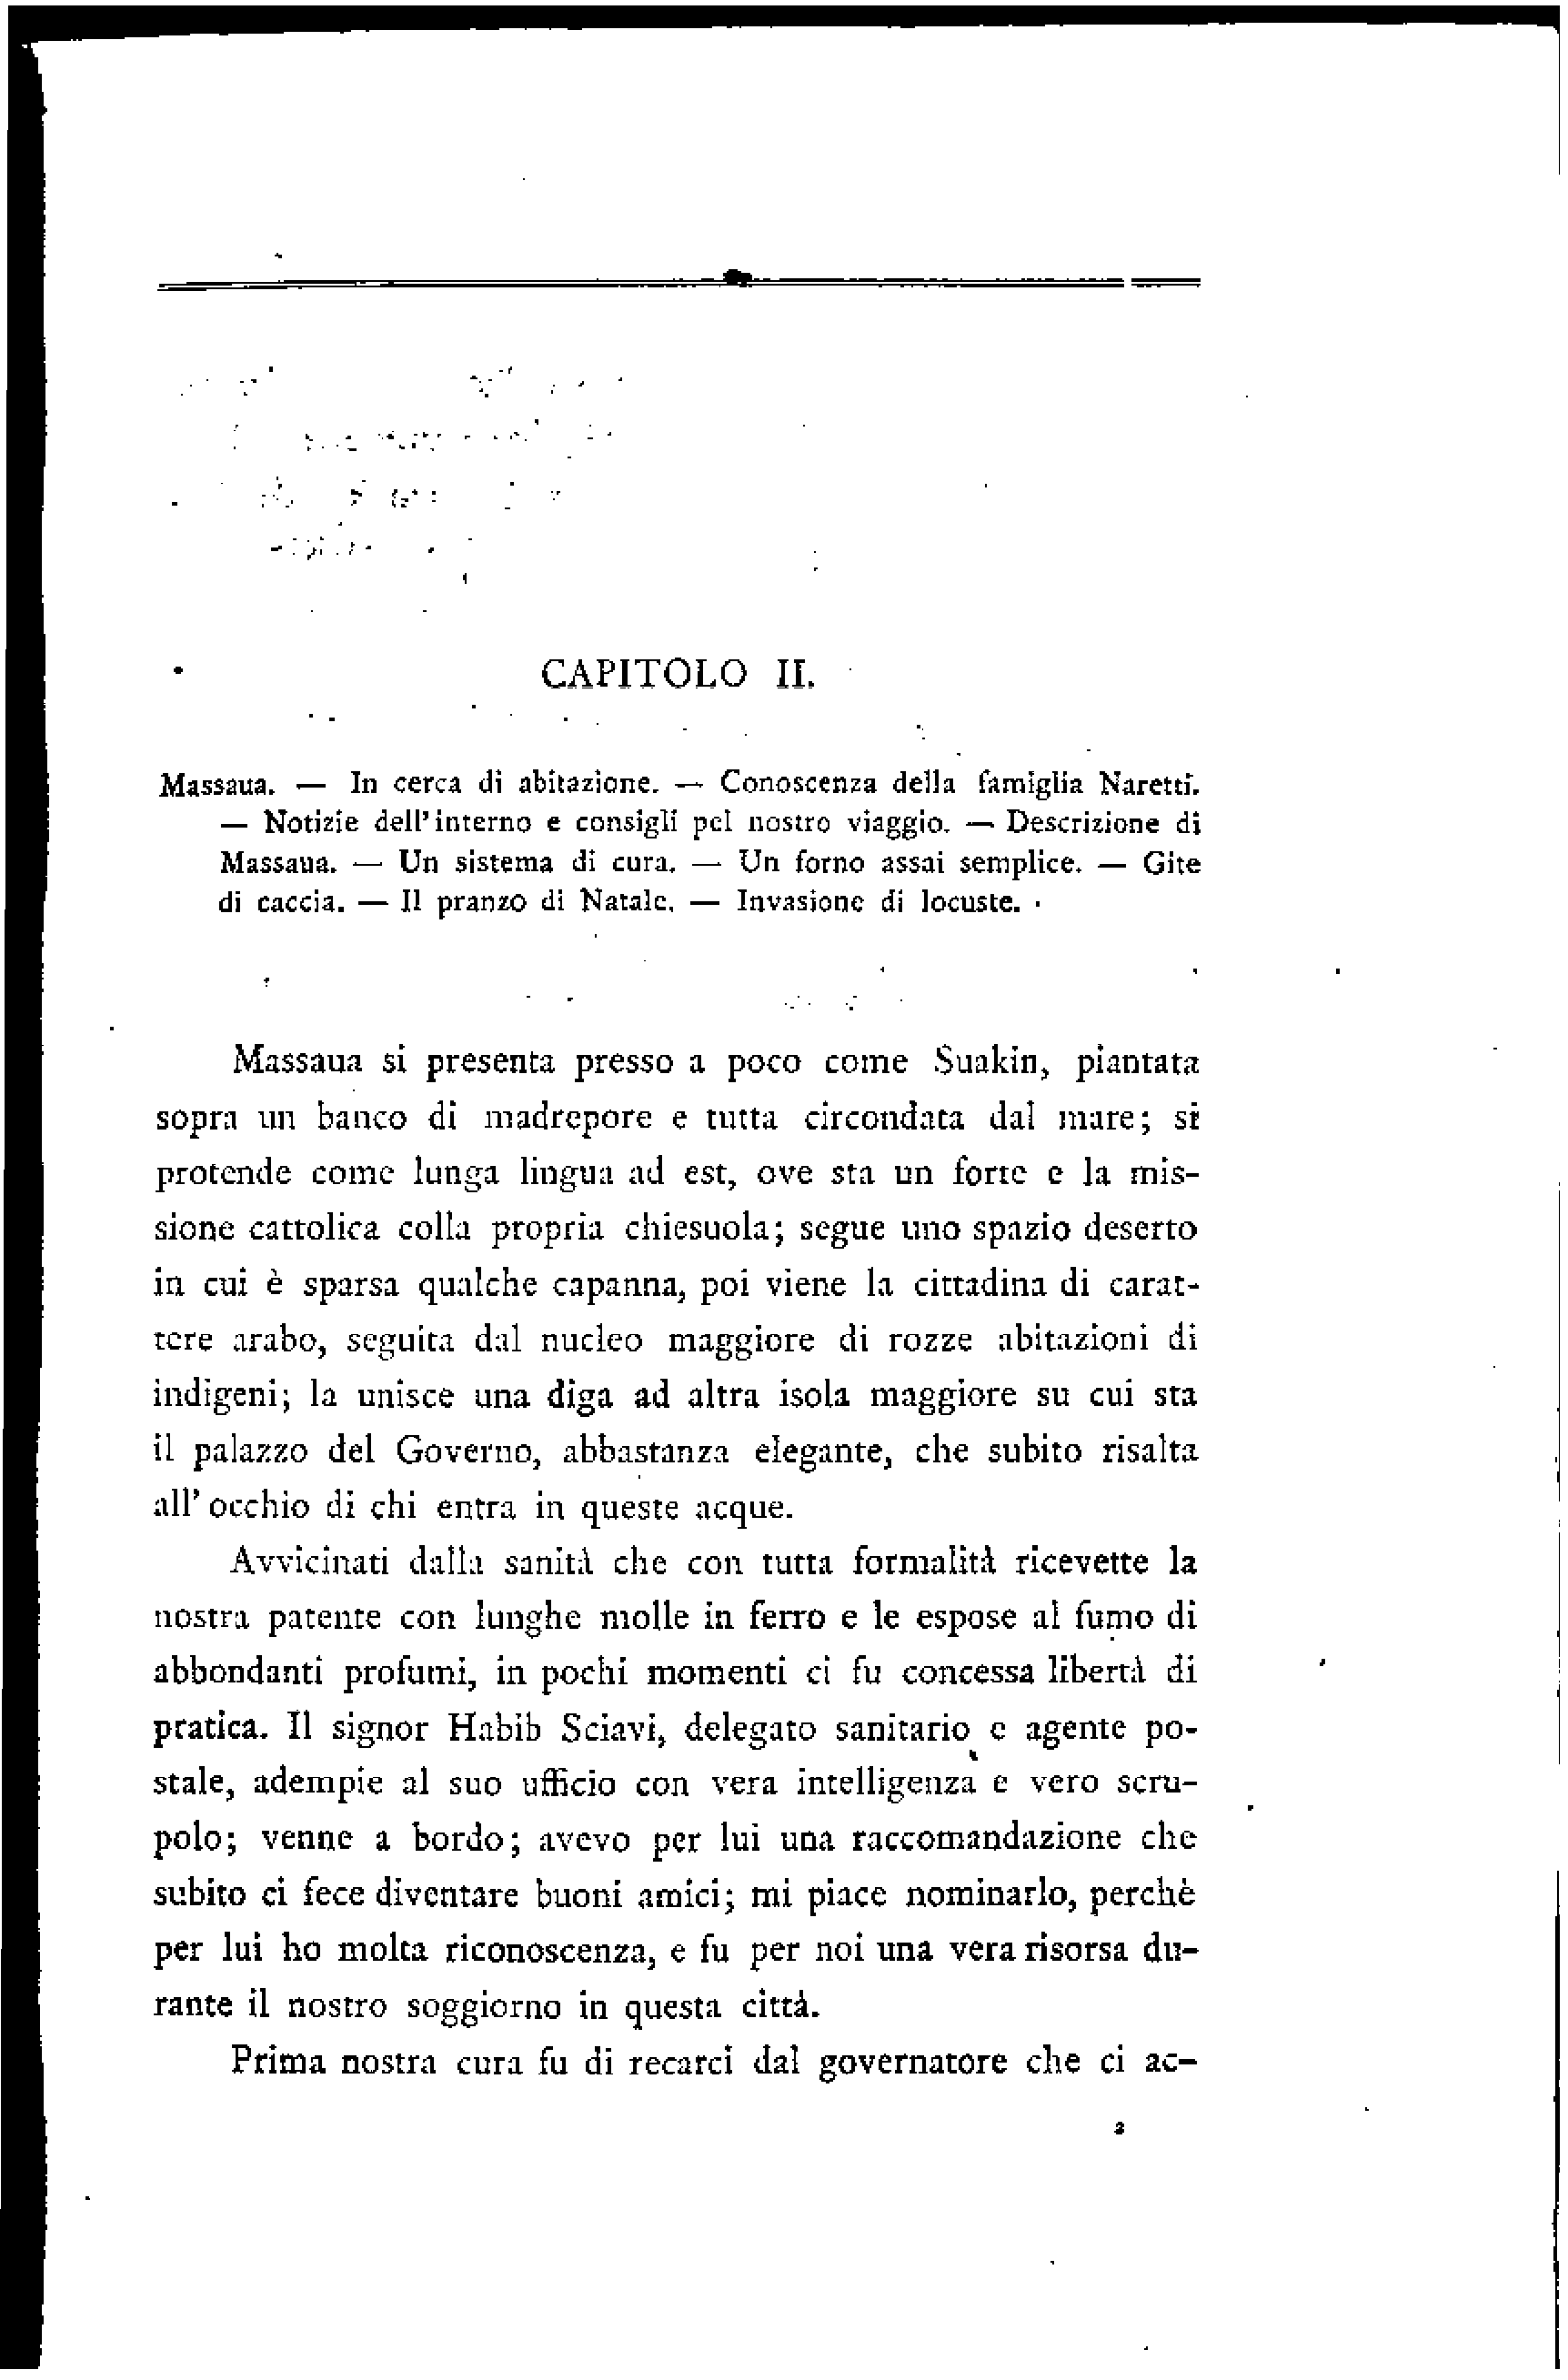 CAPITOLO II.
Massaua. — In cerca di abitazione. — Conoscenza della famiglia Naretti.
— Notizie dell'interno e consigli pel nostro viaggio. — Descrizione di
Massaua. — Un sistema di cura. — Un forno assai semplice. — Gite
di caccia. — Il pranzo di Natale. — Invasione di locuste.
Massaua si presenta presso a poco come Suakin, piantata
sopra un banco di madrepore e tutta circondata dal mare; si
protende come lunga lingua ad est, ove sta un forte e la mis-
sione cattolica colla propria chiesuola; segue uno spazio deserto
in cui è sparsa qualche capanna, poi viene la cittadina di carat-
tere arabo, seguita dal nucleo maggiore di rozze abitazioni di
indigeni; la unisce una diga ad altra isola maggiore su cui sta
il palazzo del Governo, abbastanza elegante, che subito risalta
all'occhio di chi entra in queste acque.
Avvicinati dalla sanità che con tutta formalità ricevette la
nostra patente con lunghe molle in ferro e le espose al fumo di
abbondanti profumi, in pochi momenti ci fu concessa libertà di
pratica. Il signor Habib Sciavi, delegato sanitario e agente po-
stale, adempie al suo ufficio con vera intelligenza e vero scru-
polo; venne a bordo; avevo per lui una raccomandazione che
subito ci fece diventare buoni amici; mi piace nominarlo, perchè
per lui ho molta riconoscenza, e fu per noi una vera risorsa du-
rante il nostro soggiorno in questa città.
Prima nostra cura fu di recarci dal governatore che ci ac-
2